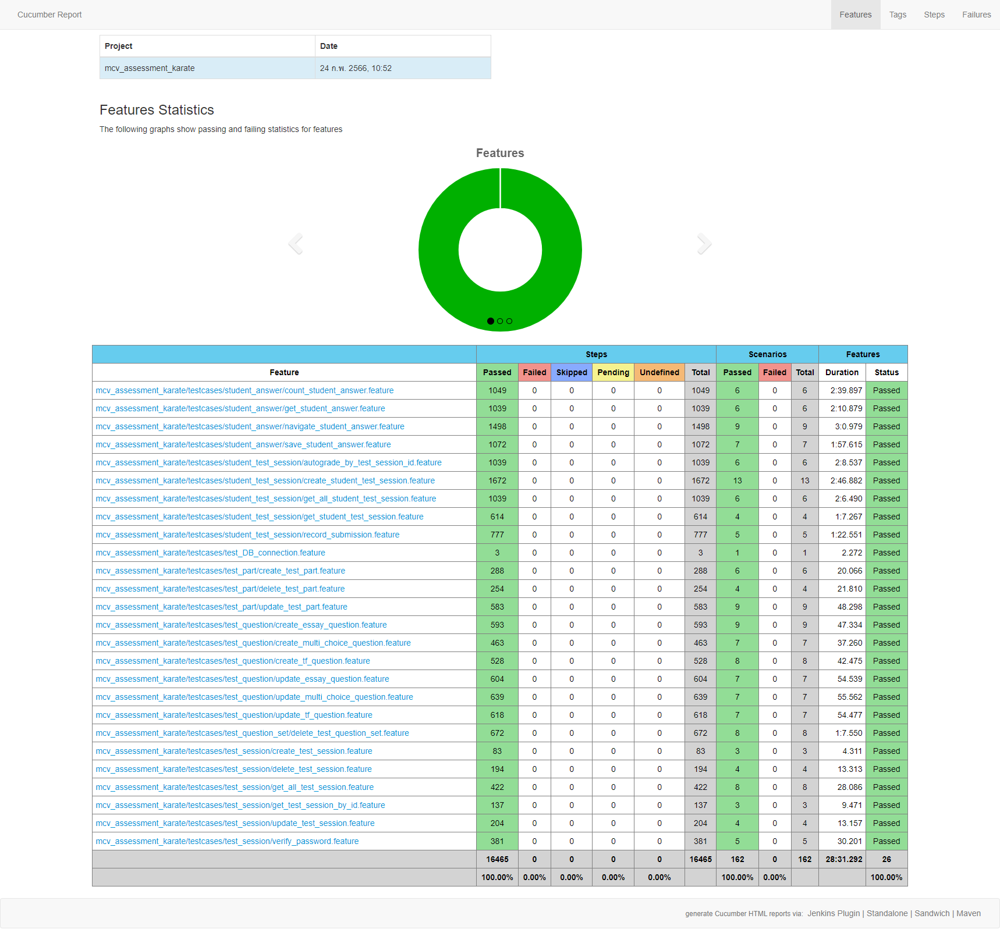 Cucumber Report Features Tags Steps Failures
Project Date
mcv_assessment_karate 24 ก.พ. 2566, 10:52
Features Statistics
The following graphs show passing and failing statistics for features
Features
Steps Scenarios Features
Feature Passed Failed Skipped Pending Undefined Total Passed Failed Total Duration Status
mcv_assessment_karate/testcases/student_answer/count_student_answer.feature 1049 0 0 0 0 1049 6 0 6 2:39.897 Passed
mcv_assessment_karate/testcases/student_answer/get_student_answer.feature 1039 0 0 0 0 1039 6 0 6 2:10.879 Passed
mcv_assessment_karate/testcases/student_answer/navigate_student_answer.feature 1498 0 0 0 0 1498 9 0 9 3:0.979 Passed
mcv_assessment_karate/testcases/student_answer/save_student_answer.feature 1072 0 0 0 0 1072 7 0 7 1:57.615 Passed
mcv_assessment_karate/testcases/student_test_session/autograde_by_test_session_id.feature 1039 0 0 0 0 1039 6 0 6 2:8.537 Passed
mcv_assessment_karate/testcases/student_test_session/create_student_test_session.feature 1672 0 0 0 0 1672 13 0 13 2:46.882 Passed
mcv_assessment_karate/testcases/student_test_session/get_all_student_test_session.feature 1039 0 0 0 0 1039 6 0 6 2:6.490 Passed
mcv_assessment_karate/testcases/student_test_session/get_student_test_session.feature 614 0 0 0 0 614 4 0 4 1:7.267 Passed
mcv_assessment_karate/testcases/student_test_session/record_submission.feature 777 0 0 0 0 777 5 0 5 1:22.551 Passed
mcv_assessment_karate/testcases/test_DB_connection.feature 3 0 0 0 0 3 1 0 1 2.272 Passed
mcv_assessment_karate/testcases/test_part/create_test_part.feature 288 0 0 0 0 288 6 0 6 20.066 Passed
mcv_assessment_karate/testcases/test_part/delete_test_part.feature 254 0 0 0 0 254 4 0 4 21.810 Passed
mcv_assessment_karate/testcases/test_part/update_test_part.feature 583 0 0 0 0 583 9 0 9 48.298 Passed
mcv_assessment_karate/testcases/test_question/create_essay_question.feature 593 0 0 0 0 593 9 0 9 47.334 Passed
mcv_assessment_karate/testcases/test_question/create_multi_choice_question.feature 463 0 0 0 0 463 7 0 7 37.260 Passed
mcv_assessment_karate/testcases/test_question/create_tf_question.feature 528 0 0 0 0 528 8 0 8 42.475 Passed
mcv_assessment_karate/testcases/test_question/update_essay_question.feature 604 0 0 0 0 604 7 0 7 54.539 Passed
mcv_assessment_karate/testcases/test_question/update_multi_choice_question.feature 639 0 0 0 0 639 7 0 7 55.562 Passed
mcv_assessment_karate/testcases/test_question/update_tf_question.feature 618 0 0 0 0 618 7 0 7 54.477 Passed
mcv_assessment_karate/testcases/test_question_set/delete_test_question_set.feature 672 0 0 0 0 672 8 0 8 1:7.550 Passed
mcv_assessment_karate/testcases/test_session/create_test_session.feature 83 0 0 0 0 83 3 0 3 4.311 Passed
mcv_assessment_karate/testcases/test_session/delete_test_session.feature 194 0 0 0 0 194 4 0 4 13.313 Passed
mcv_assessment_karate/testcases/test_session/get_all_test_session.feature 422 0 0 0 0 422 8 0 8 28.086 Passed
mcv_assessment_karate/testcases/test_session/get_test_session_by_id.feature 137 0 0 0 0 137 3 0 3 9.471 Passed
mcv_assessment_karate/testcases/test_session/update_test_session.feature 204 0 0 0 0 204 4 0 4 13.157 Passed
mcv_assessment_karate/testcases/test_session/verify_password.feature 381 0 0 0 0 381 5 0 5 30.201 Passed
16465 0 0 0 0 16465 162 0 162 28:31.292 26
100.00% 0.00% 0.00% 0.00% 0.00% 100.00% 0.00% 100.00%
generate Cucumber HTML reports via: Jenkins Plugin | Standalone | Sandwich | Maven